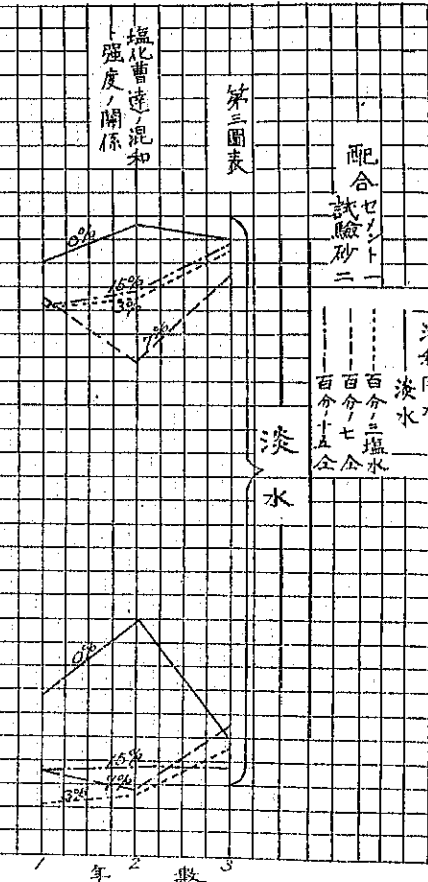 第三圖表
塩化曹達ノ混和
ト强度ノ關係
配合 セメント 一
試驗砂 二
淡水
百分ノ三塩水
百分ノ七 仝
百分ノ十五 仝
0%
15%
3%
7%
淡水
0%
15%
7%
3%
1 2 3
年數